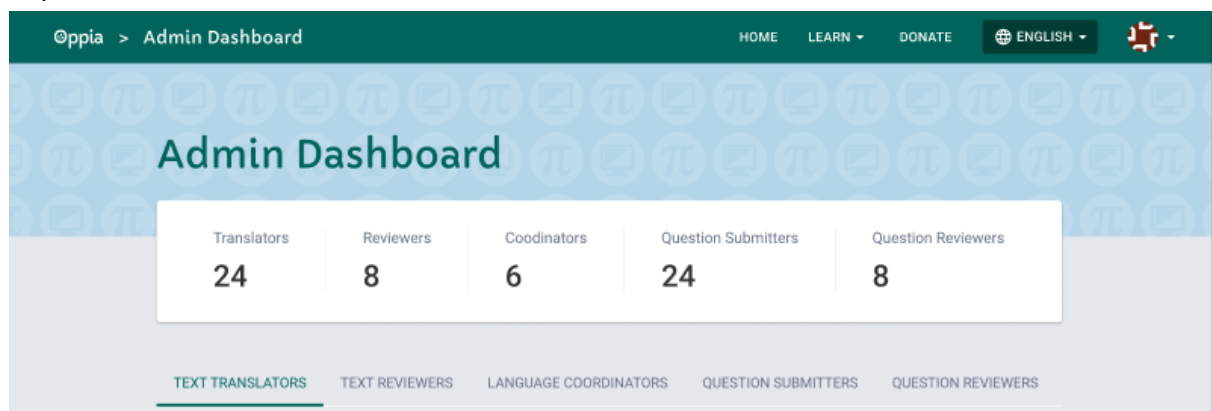 Oppia > Admin Dashboard HOME LEARN DONATE ENGLISH
Admin Dashboard
Translators Reviewers Coodinators Question Submitters Question Reviewers
24 8 6 24 8
TEXT TRANSLATORS TEXT REVIEWERS LANGUAGE COORDINATORS QUESTION SUBMITTERS QUESTION REVIEWERS